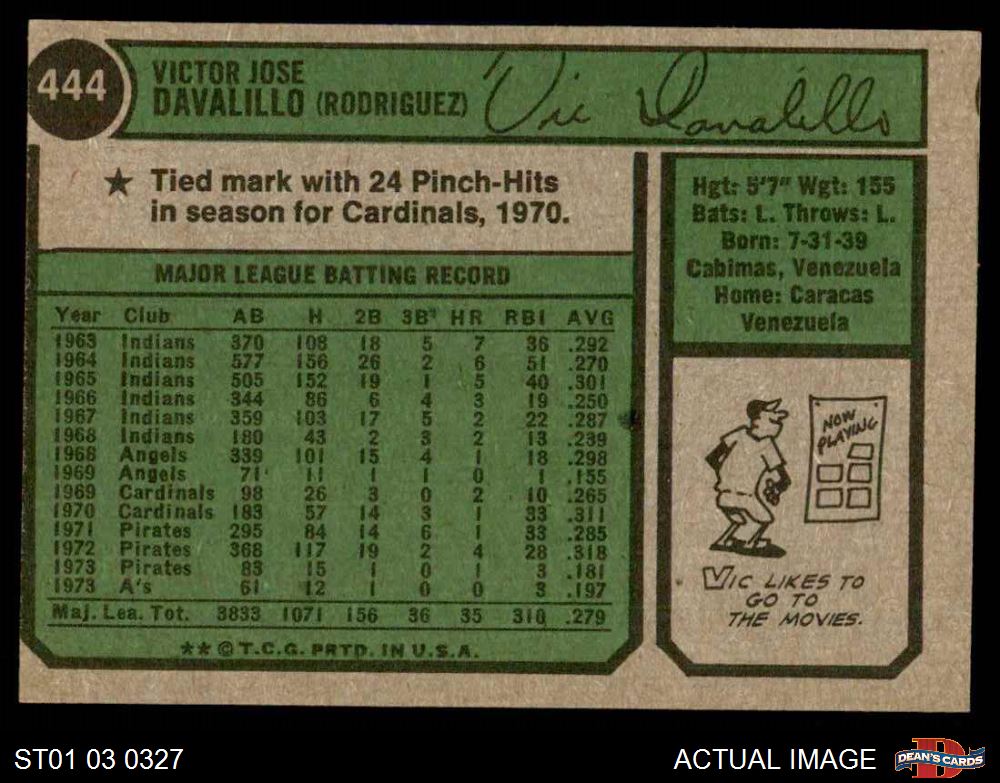 444
VICTOR JOSE
DAVALILLO (RODRIGUEZ)
Vic Davalillo
★ Tied mark with 24 Pinch-Hits
in season for Cardinals, 1970.
MAJOR LEAGUE BATTING RECORD
Year Club AB H 2B 3B HR RBI AVG
1963 Indians 370 108 18 5 7 36 .292
1964 Indians 577 156 26 2 6 51 .270
1965 Indians 505 152 19 1 5 40 .301
1966 Indians 344 86 6 4 3 19 .250
1967 Indians 359 103 17 5 2 22 .287
1968 Indians 180 43 2 3 2 13 .239
1968 Angels 339 101 15 4 1 18 .298
1969 Angels 71 11 1 1 0 1 .155
1969 Cardinals 98 26 3 0 2 10 .265
1970 Cardinals 183 57 14 3 1 33 .311
1971 Pirates 295 84 14 6 1 33 .285
1972 Pirates 368 117 19 2 4 28 .318
1973 Pirates 83 15 1 0 1 3 .181
1973 A's 61 12 1 0 0 3 .197
Maj. Lea. Tot. 3833 1071 156 36 35 310 .279
★★ © T.C.G. PRTD. IN U.S.A.
Hgt: 5'7" Wgt: 155
Bats: L. Throws: L.
Born: 7-31-39
Cabimas, Venezuela
Home: Caracas
Venezuela
NOW
PLAYING
VIC LIKES TO
GO TO
THE MOVIES.
ST01 03 0327
ACTUAL IMAGE
D
DEAN'S CARDS